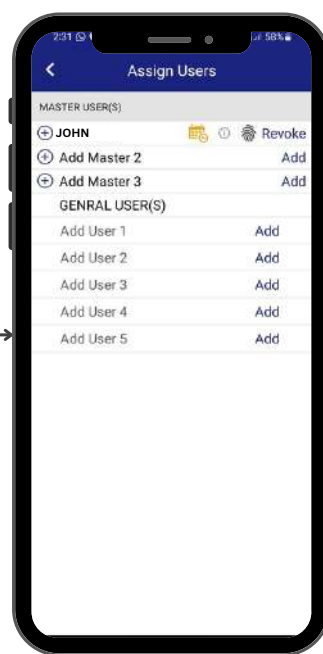 2:31 58%
Assign Users
MASTER USER(S)
JOHN Revoke
Add Master 2 Add
Add Master 3 Add
GENRAL USER(S)
Add User 1 Add
Add User 2 Add
Add User 3 Add
Add User 4 Add
Add User 5 Add